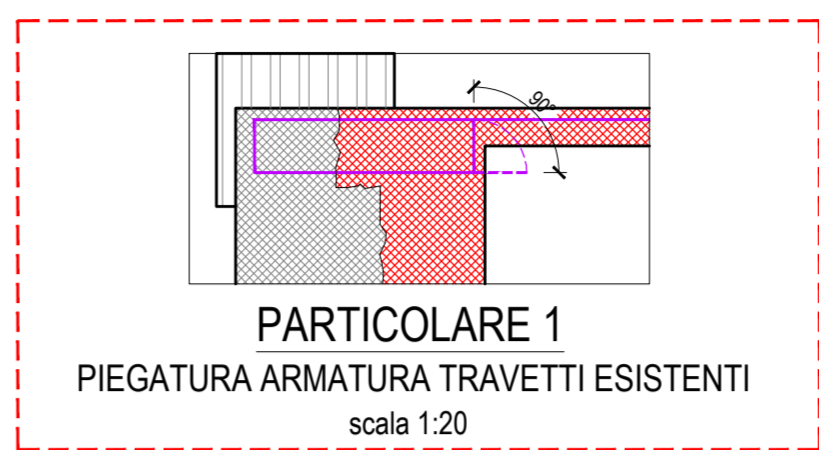 90°
PARTICOLARE 1
PIEGATURA ARMATURA TRAVETTI ESISTENTI
scala 1:20